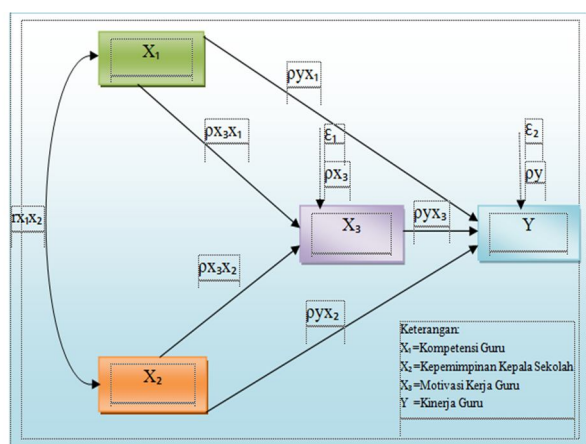 X₁
ρyx₁
ρx₃x₁
ε₁
ε₂
ρx₃
ρy
rx₁x₂
X₃
ρyx₃
Y
ρx₃x₂
ρyx₂
X₂
Keterangan:
X₁=Kompetensi Guru
X₂=Kepemimpinan Kepala Sekolah
X₃=Motivasi Kerja Guru
Y =Kinerja Guru